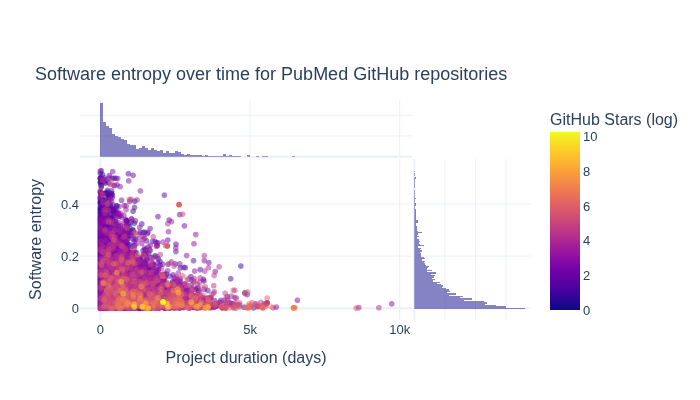 Software entropy over time for PubMed GitHub repositories
GitHub Stars (log)
10
8
6
4
2
0
Software entropy
0.4
0.2
0
0
5k
10k
Project duration (days)